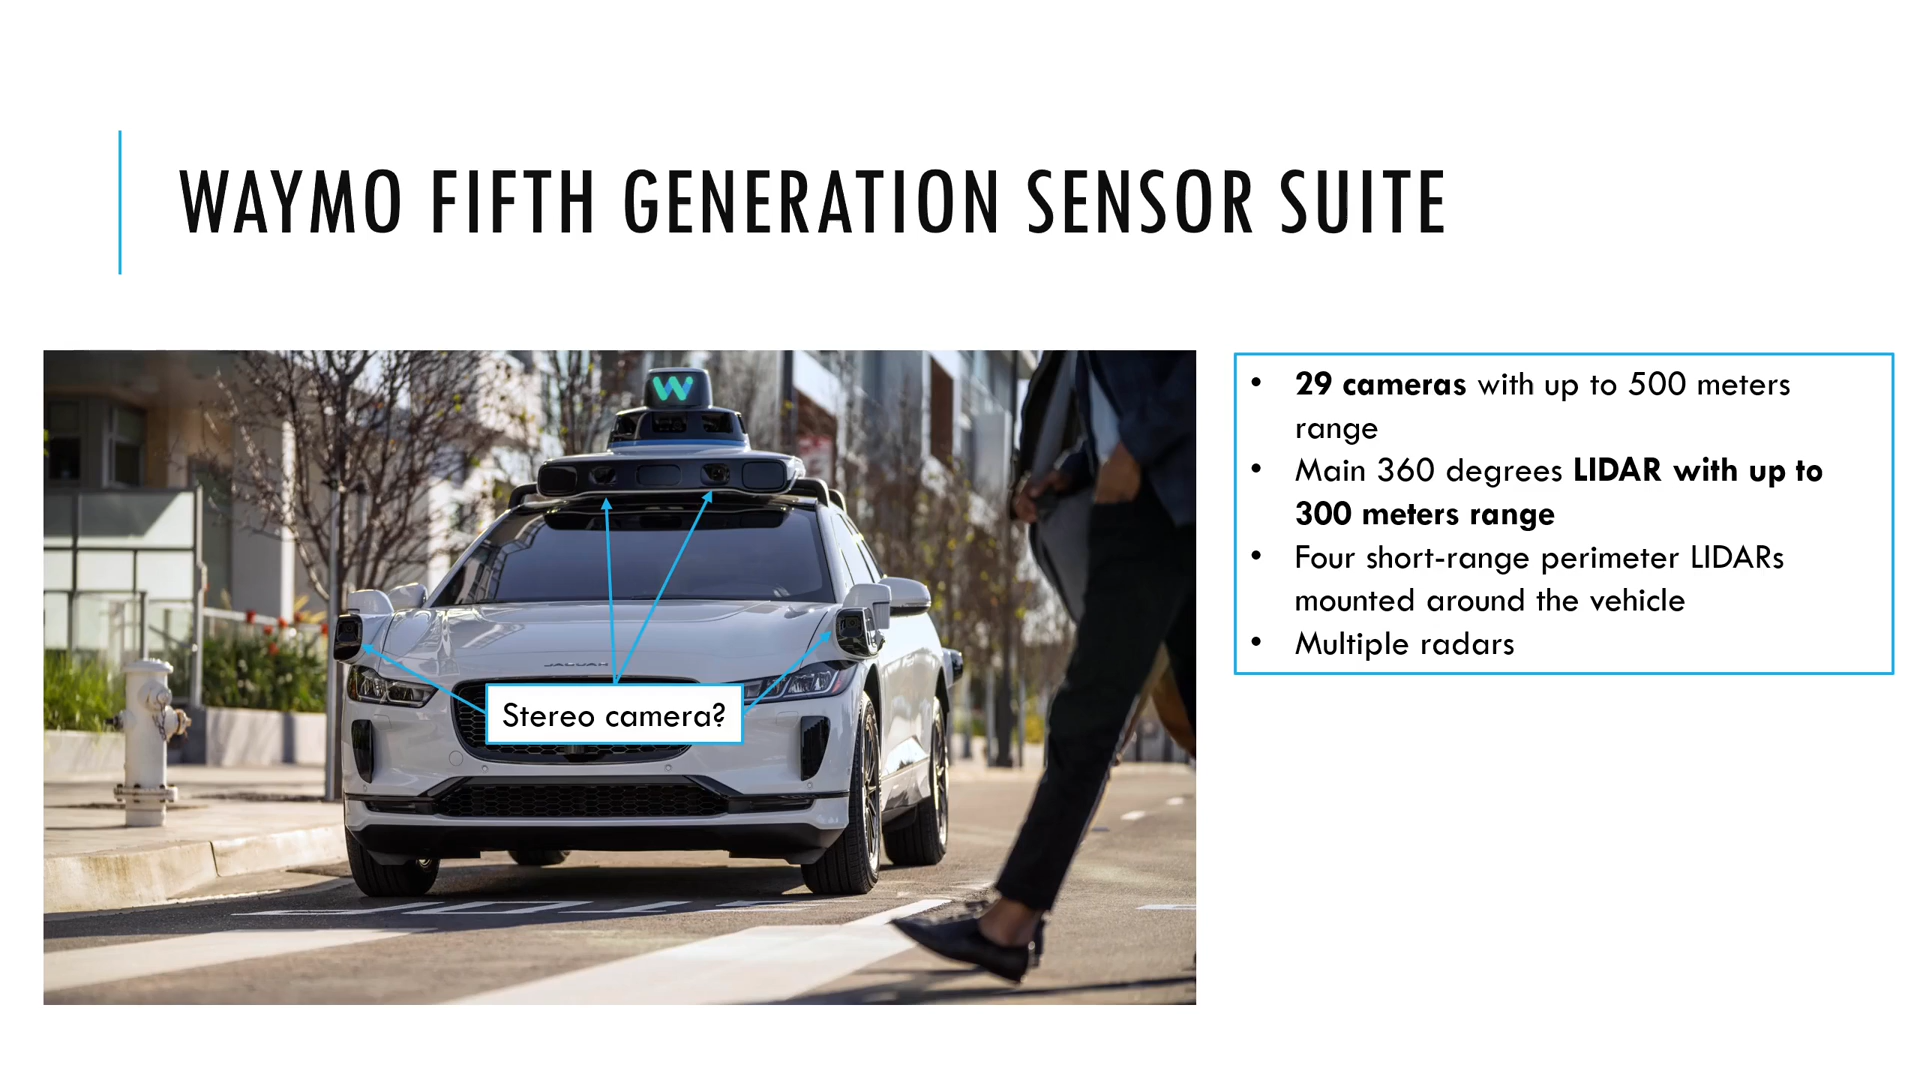 WAYMO FIFTH GENERATION SENSOR SUITE
W
JAGUAR
Stereo camera?
• 29 cameras with up to 500 meters
range
• Main 360 degrees LIDAR with up to
300 meters range
• Four short-range perimeter LIDARs
mounted around the vehicle
• Multiple radars